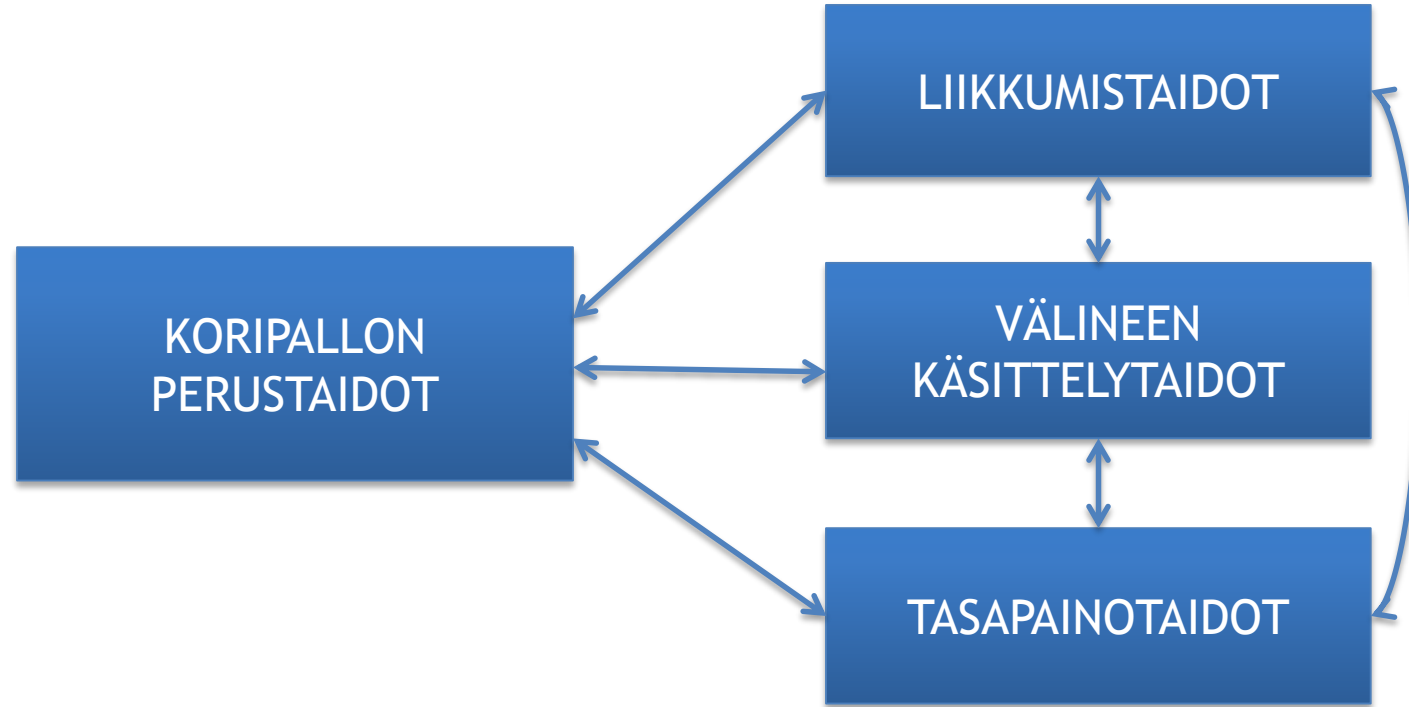 KORIPALLON
PERUSTAIDOT
LIIKKUMISTAIDOT
VÄLINEEN
KÄSITTELYTAIDOT
TASAPAINOTAIDOT